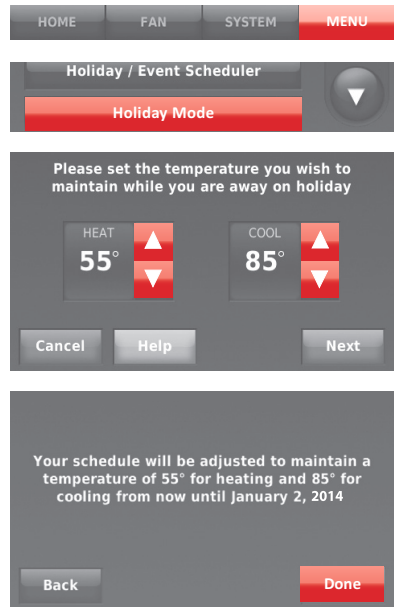 HOME FAN SYSTEM MENU
Holiday / Event Scheduler
Holiday Mode
Please set the temperature you wish to
maintain while you are away on holiday
HEAT COOL
55° 85°
Cancel Help Next
Your schedule will be adjusted to maintain a
temperature of 55° for heating and 85° for
cooling from now until January 2, 2014
Back Done